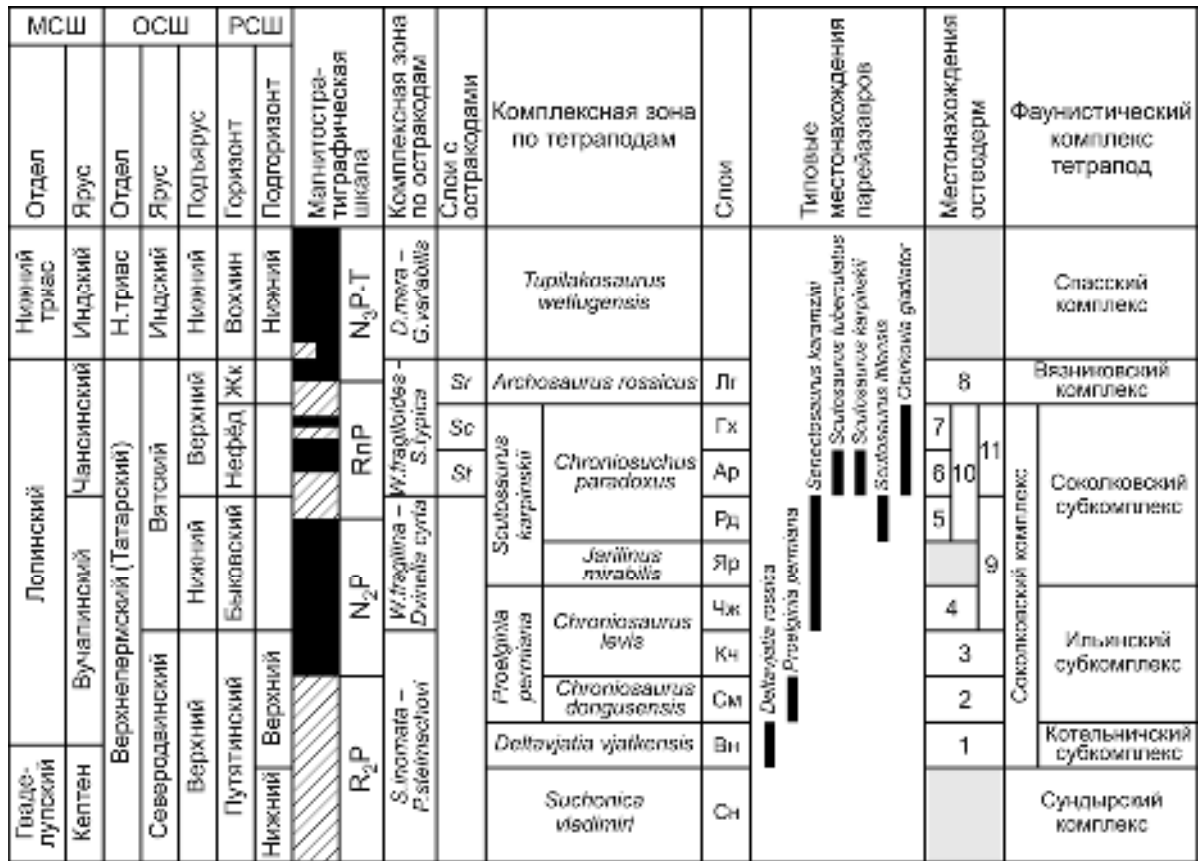 МСШ
ОСШ
РСШ
Отдел
Ярус
Отдел
Ярус
Подъярус
Горизонт
Подгоризонт
Магнитостра-
тиграфическая
шкала
Комплексная зона
по остракодам
Слои с
остракодами
Комплексная зона
по тетраподам
Слои
Типовые
местонахождения
парейазавров
Местонахождения
остеодерм
Фаунистический
комплекс
тетрапод
Нижний
триас
Индский
Н.триас
Индский
Нижний
Вохмин
Нижний
N₃P-T
D.mera –
G.variabilis
Tupilakosaurus
wetlugensis
Спасский
комплекс
Лопинский
Чансинский
Вучапинский
Верхнепермский (Татарский)
Вятский
Верхний
Жк
Нефёд
RnP
W.fragiloides –
S.typica
Sr
Sc
St
Archosaurus rossicus
Лг
8
Вязниковский
комплекс
Scutosaurus
karpinskii
Chroniosuchus
paradoxus
Гх
Ар
Рд
7
6
5
10
11
Соколковский
субкомплекс
Соколковский комплекс
Нижний
Быковский
N₂P
W.fragilina –
Dvinella cyria
Jarilinus
mirabilis
Яр
9
Proelginia
permiana
Chroniosaurus
levis
Чж
Кч
4
3
Ильинский
субкомплекс
Северодвинский
Верхний
Путятинский
Верхний
R₂P
S.inornata –
P.steinschovi
Chroniosaurus
dongusensis
См
2
Deltavjatia vjatkensis
Вн
1
Котельничский
субкомплекс
Гваде-
лупский
Кептен
Нижний
Suchonica
vladimiri
Сн
Сундырский
комплекс
Deltavjatia rossica
Proelginia permiana
Senectosaurus karamzini
Scutosaurus tuberculatus
Scutosaurus karpinskii
Scutosaurus itilensis